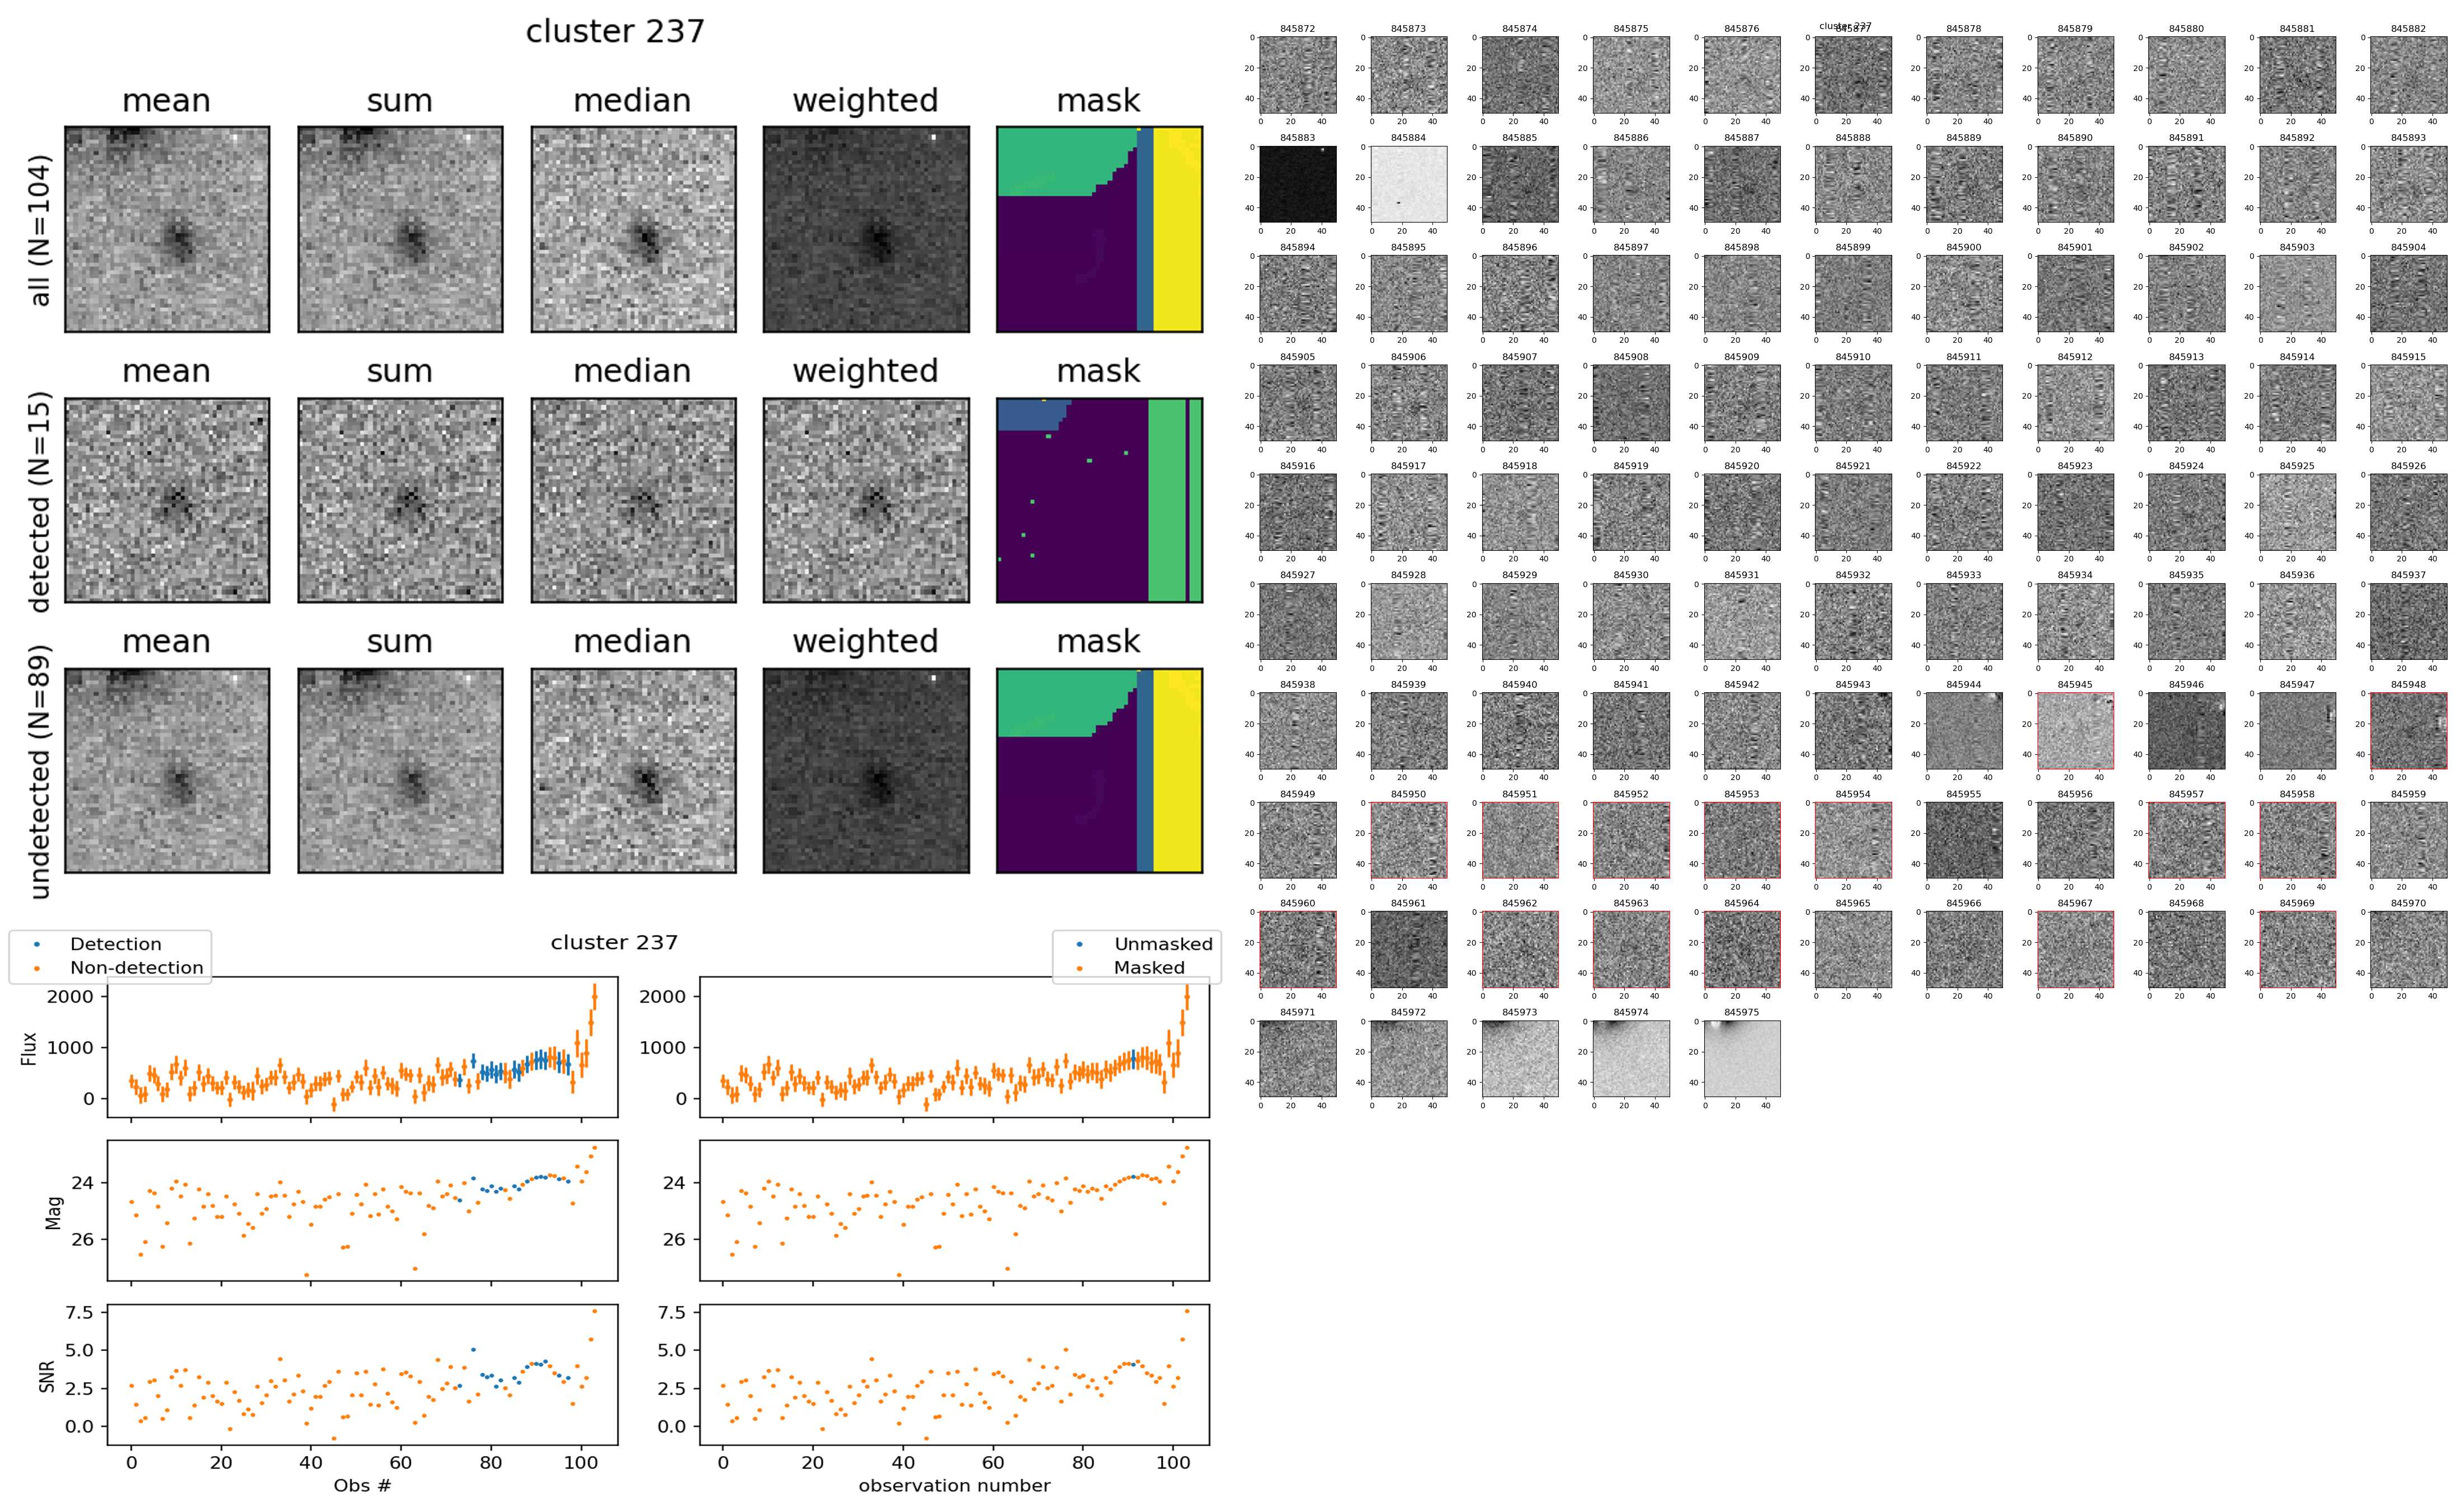 cluster 237
mean sum median weighted mask
all (N=104)
mean sum median weighted mask
detected (N=15)
mean sum median weighted mask
undetected (N=89)
cluster 237
Detection
Non-detection
Unmasked
Masked
Flux
2000
1000
0
2000
1000
0
Mag
24
26
24
26
SNR
7.5
5.0
2.5
0.0
7.5
5.0
2.5
0.0
0 20 40 60 80 100
Obs #
0 20 40 60 80 100
observation number
cluster 237
845872 845873 845874 845875 845876 845877 845878 845879 845880 845881 845882
845883 845884 845885 845886 845887 845888 845889 845890 845891 845892 845893
845894 845895 845896 845897 845898 845899 845900 845901 845902 845903 845904
845905 845906 845907 845908 845909 845910 845911 845912 845913 845914 845915
845916 845917 845918 845919 845920 845921 845922 845923 845924 845925 845926
845927 845928 845929 845930 845931 845932 845933 845934 845935 845936 845937
845938 845939 845940 845941 845942 845943 845944 845945 845946 845947 845948
845949 845950 845951 845952 845953 845954 845955 845956 845957 845958 845959
845960 845961 845962 845963 845964 845965 845966 845967 845968 845969 845970
845971 845972 845973 845974 845975
0 20 40